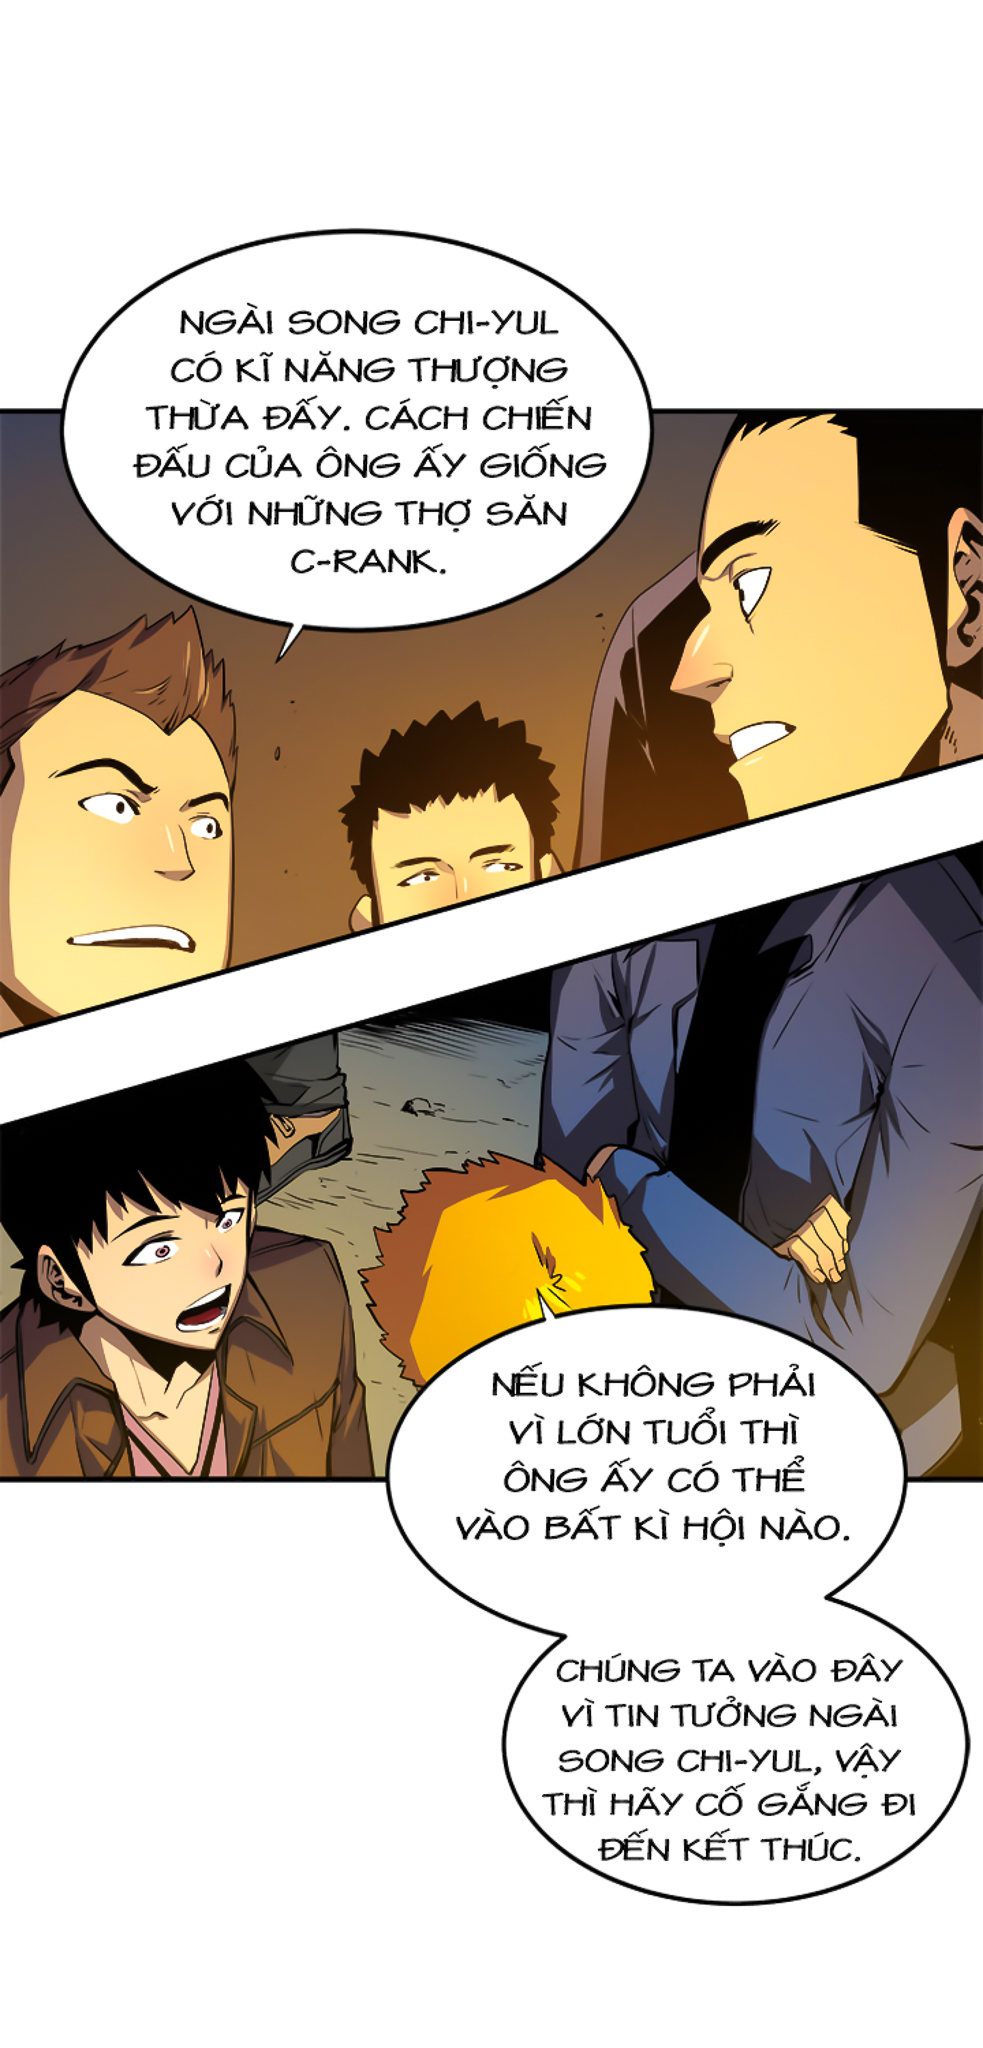 NGÀI SONG CHI-YUL
CÓ KĨ NĂNG THƯỢNG
THỪA ĐẤY. CÁCH CHIẾN
ĐẤU CỦA ÔNG ẤY GIỐNG
VỚI NHỮNG THỢ SĂN
C-RANK.
NẾU KHÔNG PHẢI
VÌ LỚN TUỔI THÌ
ÔNG ẤY CÓ THỂ
VÀO BẤT KÌ HỘI NÀO.
CHÚNG TA VÀO ĐÂY
VÌ TIN TƯỞNG NGÀI
SONG CHI-YUL, VẬY
THÌ HÃY CỐ GẮNG ĐI
ĐẾN KẾT THÚC.